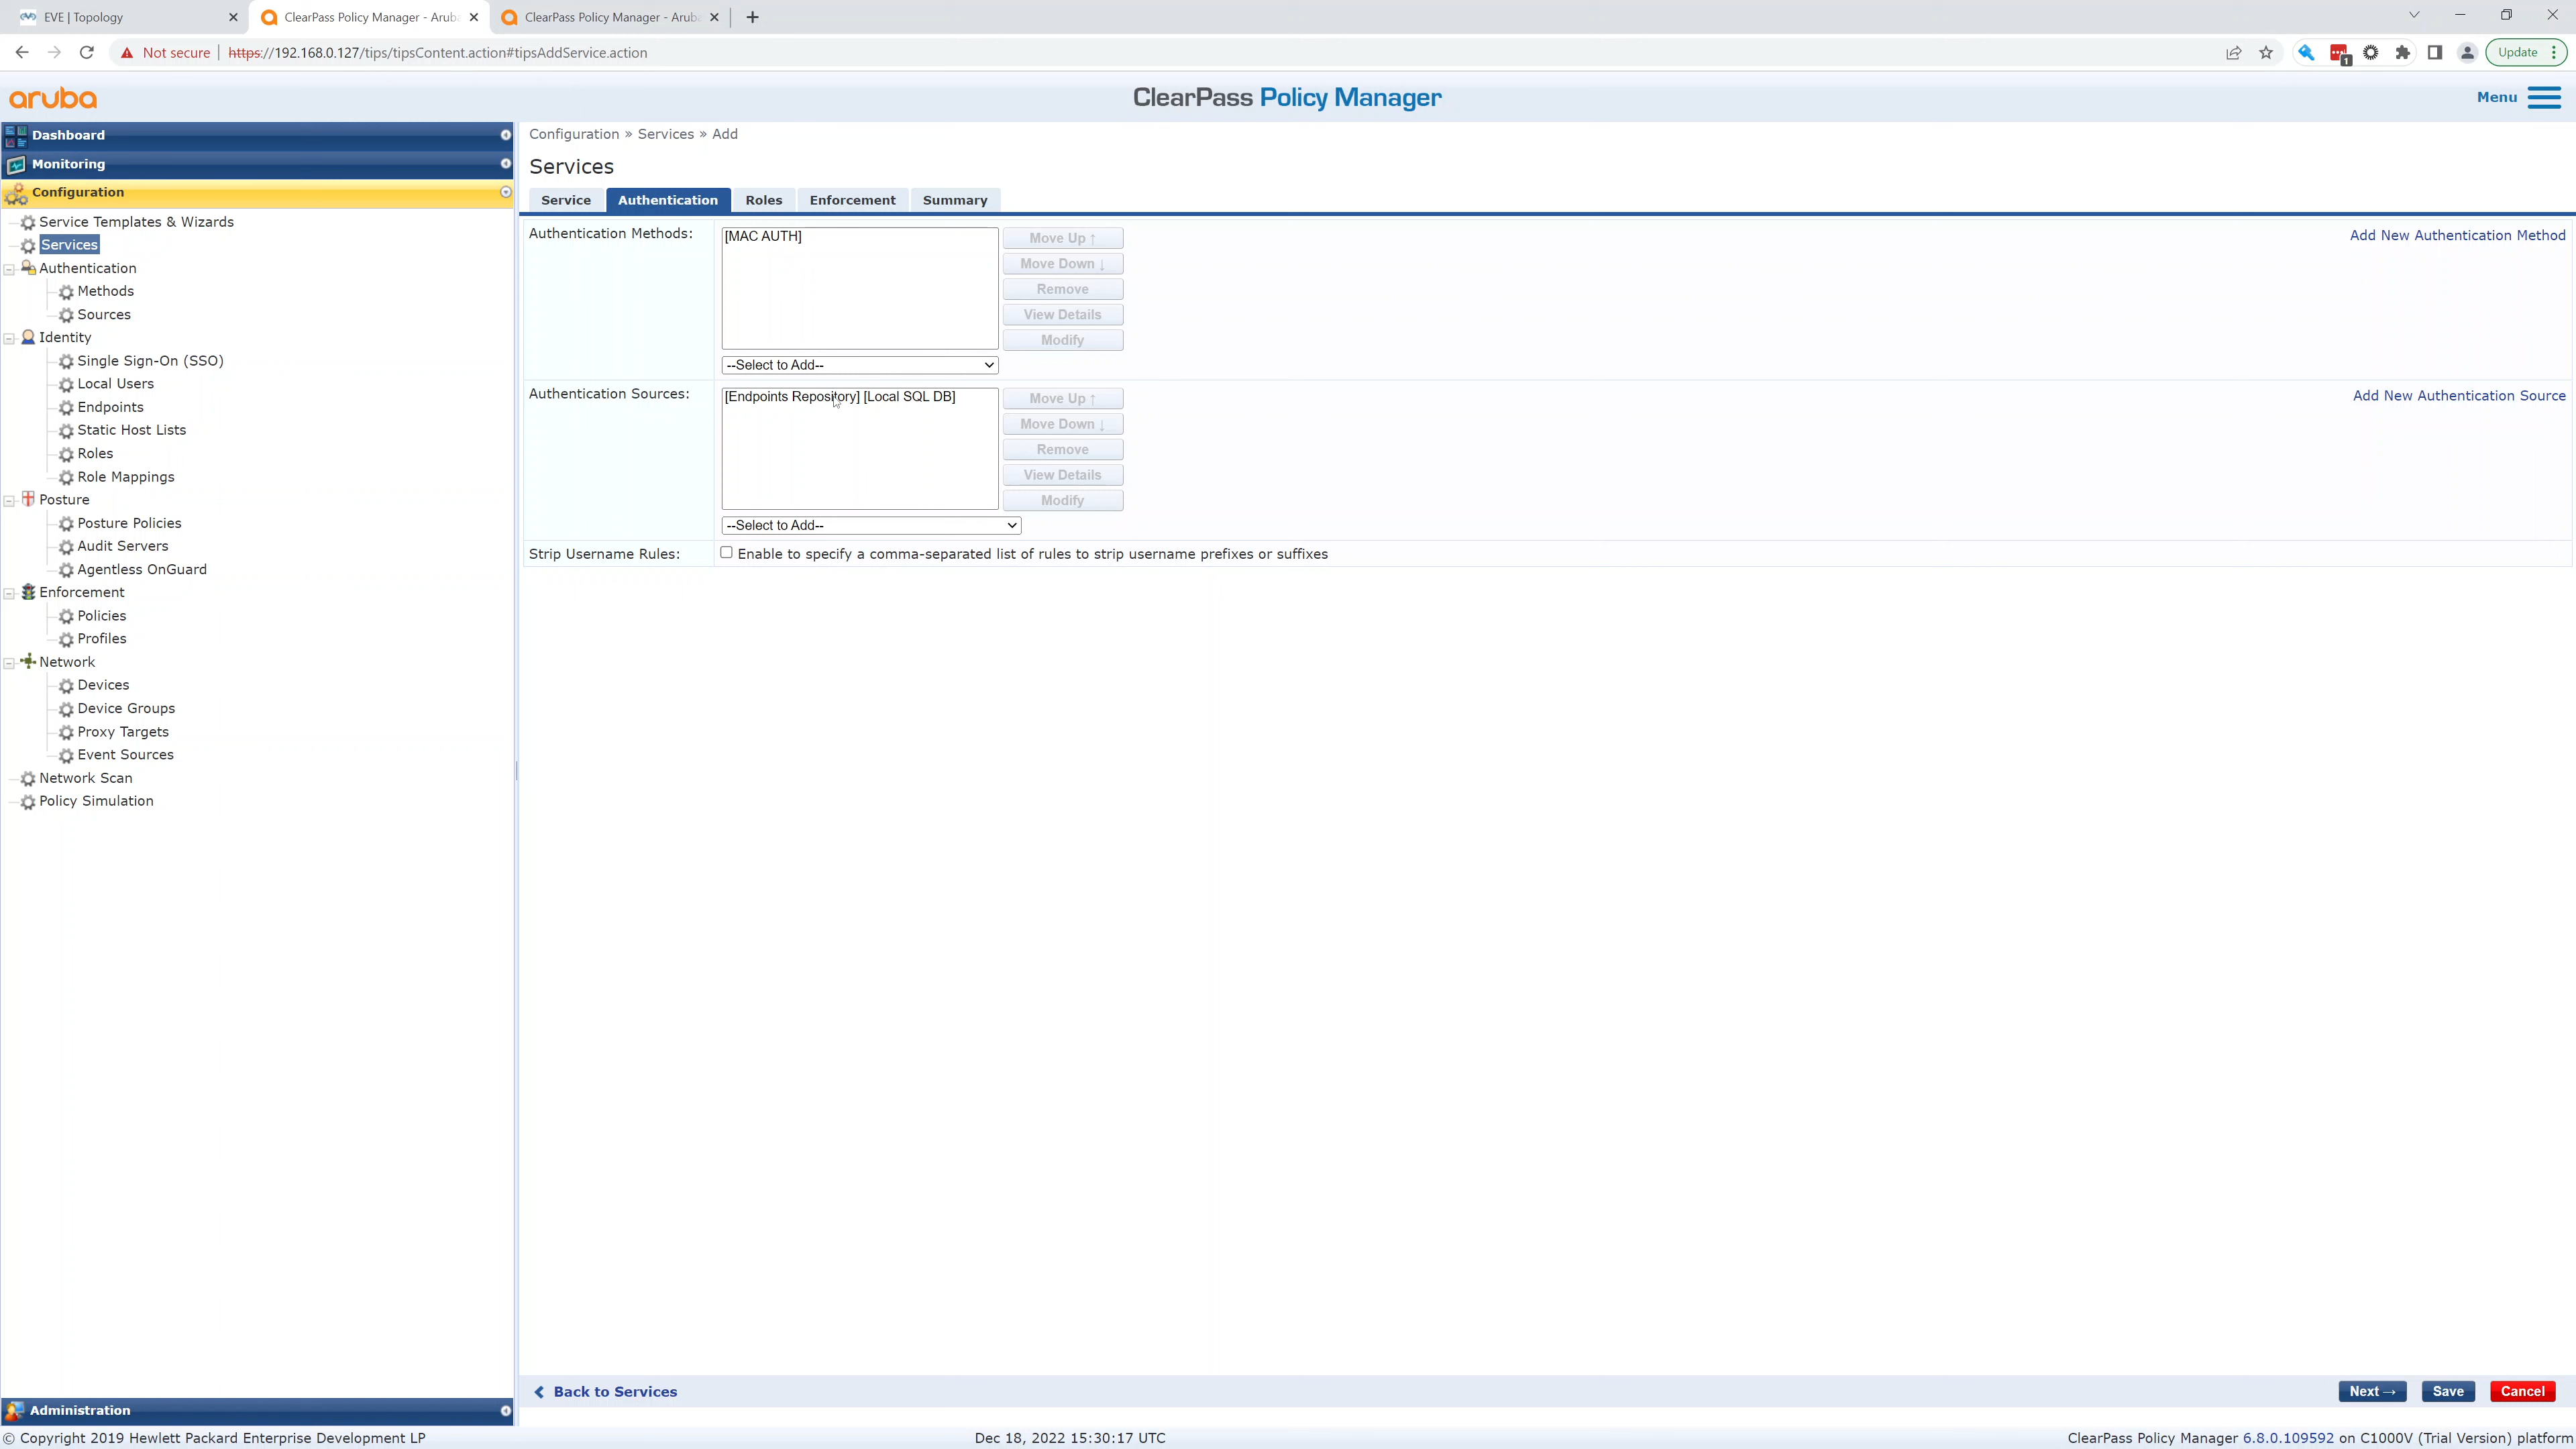 EVE | Topology
ClearPass Policy Manager - Arub
ClearPass Policy Manager - Arub
Not secure | https://192.168.0.127/tips/tipsContent.action#tipsAddService.action
1
Update
aruba
ClearPass Policy Manager
Menu
Dashboard
Monitoring
Configuration
Service Templates & Wizards
Services
Authentication
Methods
Sources
Identity
Single Sign-On (SSO)
Local Users
Endpoints
Static Host Lists
Roles
Role Mappings
Posture
Posture Policies
Audit Servers
Agentless OnGuard
Enforcement
Policies
Profiles
Network
Devices
Device Groups
Proxy Targets
Event Sources
Network Scan
Policy Simulation
Administration
Configuration » Services » Add
Services
Service Authentication Roles Enforcement Summary
Authentication Methods:
[MAC AUTH]
Move Up ↑
Move Down ↓
Remove
View Details
Modify
--Select to Add--
Add New Authentication Method
Authentication Sources:
[Endpoints Repository] [Local SQL DB]
Move Up ↑
Move Down ↓
Remove
View Details
Modify
--Select to Add--
Add New Authentication Source
Strip Username Rules:
Enable to specify a comma-separated list of rules to strip username prefixes or suffixes
Back to Services
Next →
Save
Cancel
© Copyright 2019 Hewlett Packard Enterprise Development LP
Dec 18, 2022 15:30:17 UTC
ClearPass Policy Manager 6.8.0.109592 on C1000V (Trial Version) platform